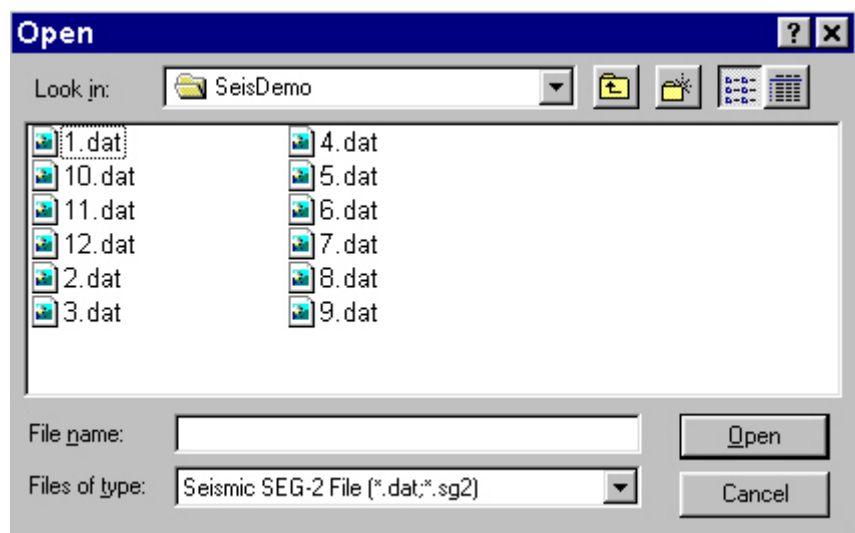 Open
Look in: SeisDemo
1.dat
10.dat
11.dat
12.dat
2.dat
3.dat
4.dat
5.dat
6.dat
7.dat
8.dat
9.dat
File name: Open
Files of type: Seismic SEG-2 File (*.dat;*.sg2) Cancel